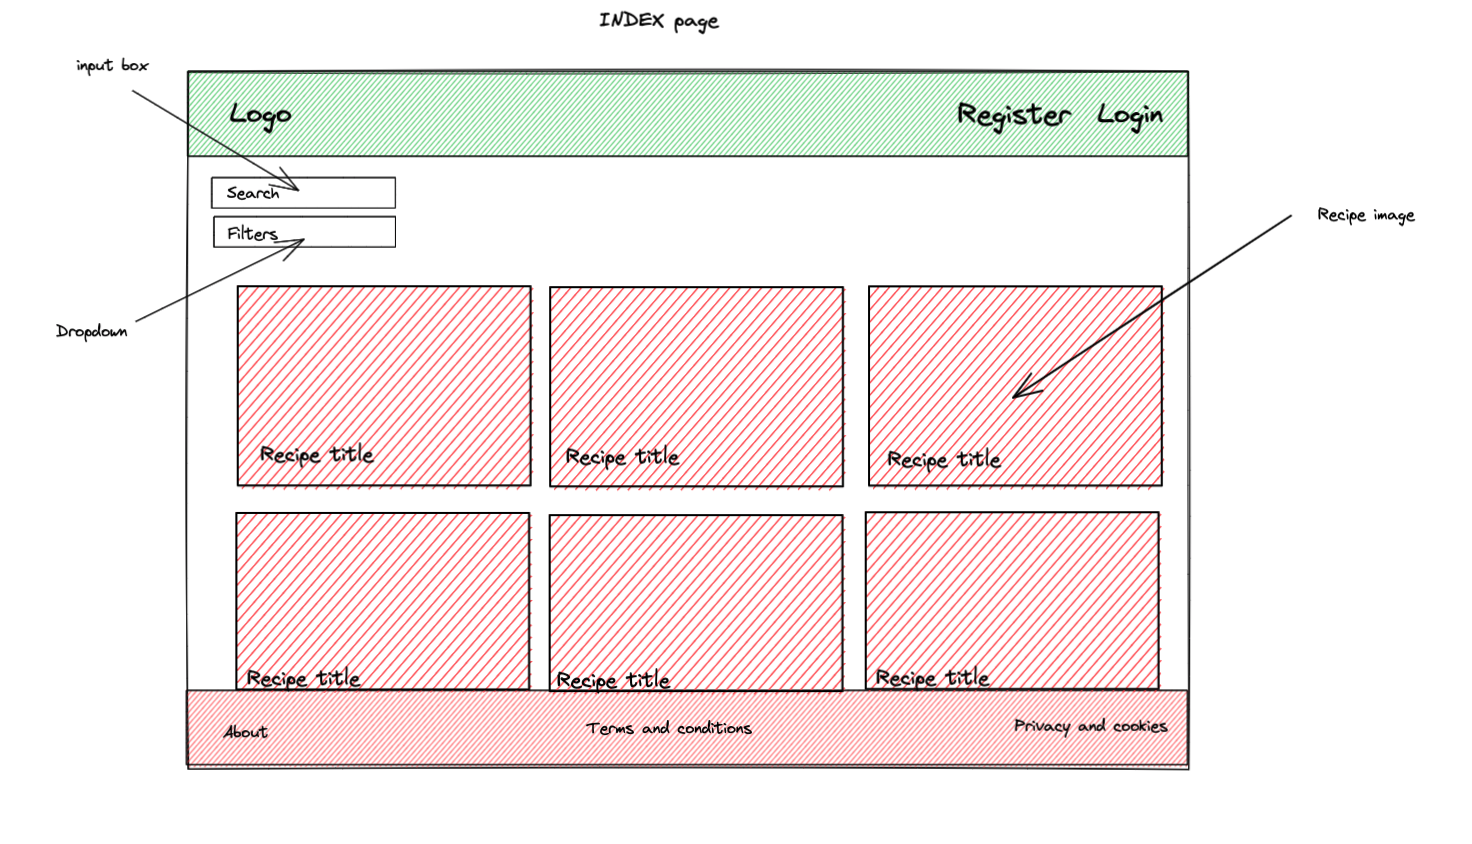 INDEX page
input box
Logo
Register Login
Search
Filters
Recipe image
Dropdown
Recipe title
Recipe title
Recipe title
Recipe title
Recipe title
Recipe title
About
Terms and conditions
Privacy and cookies